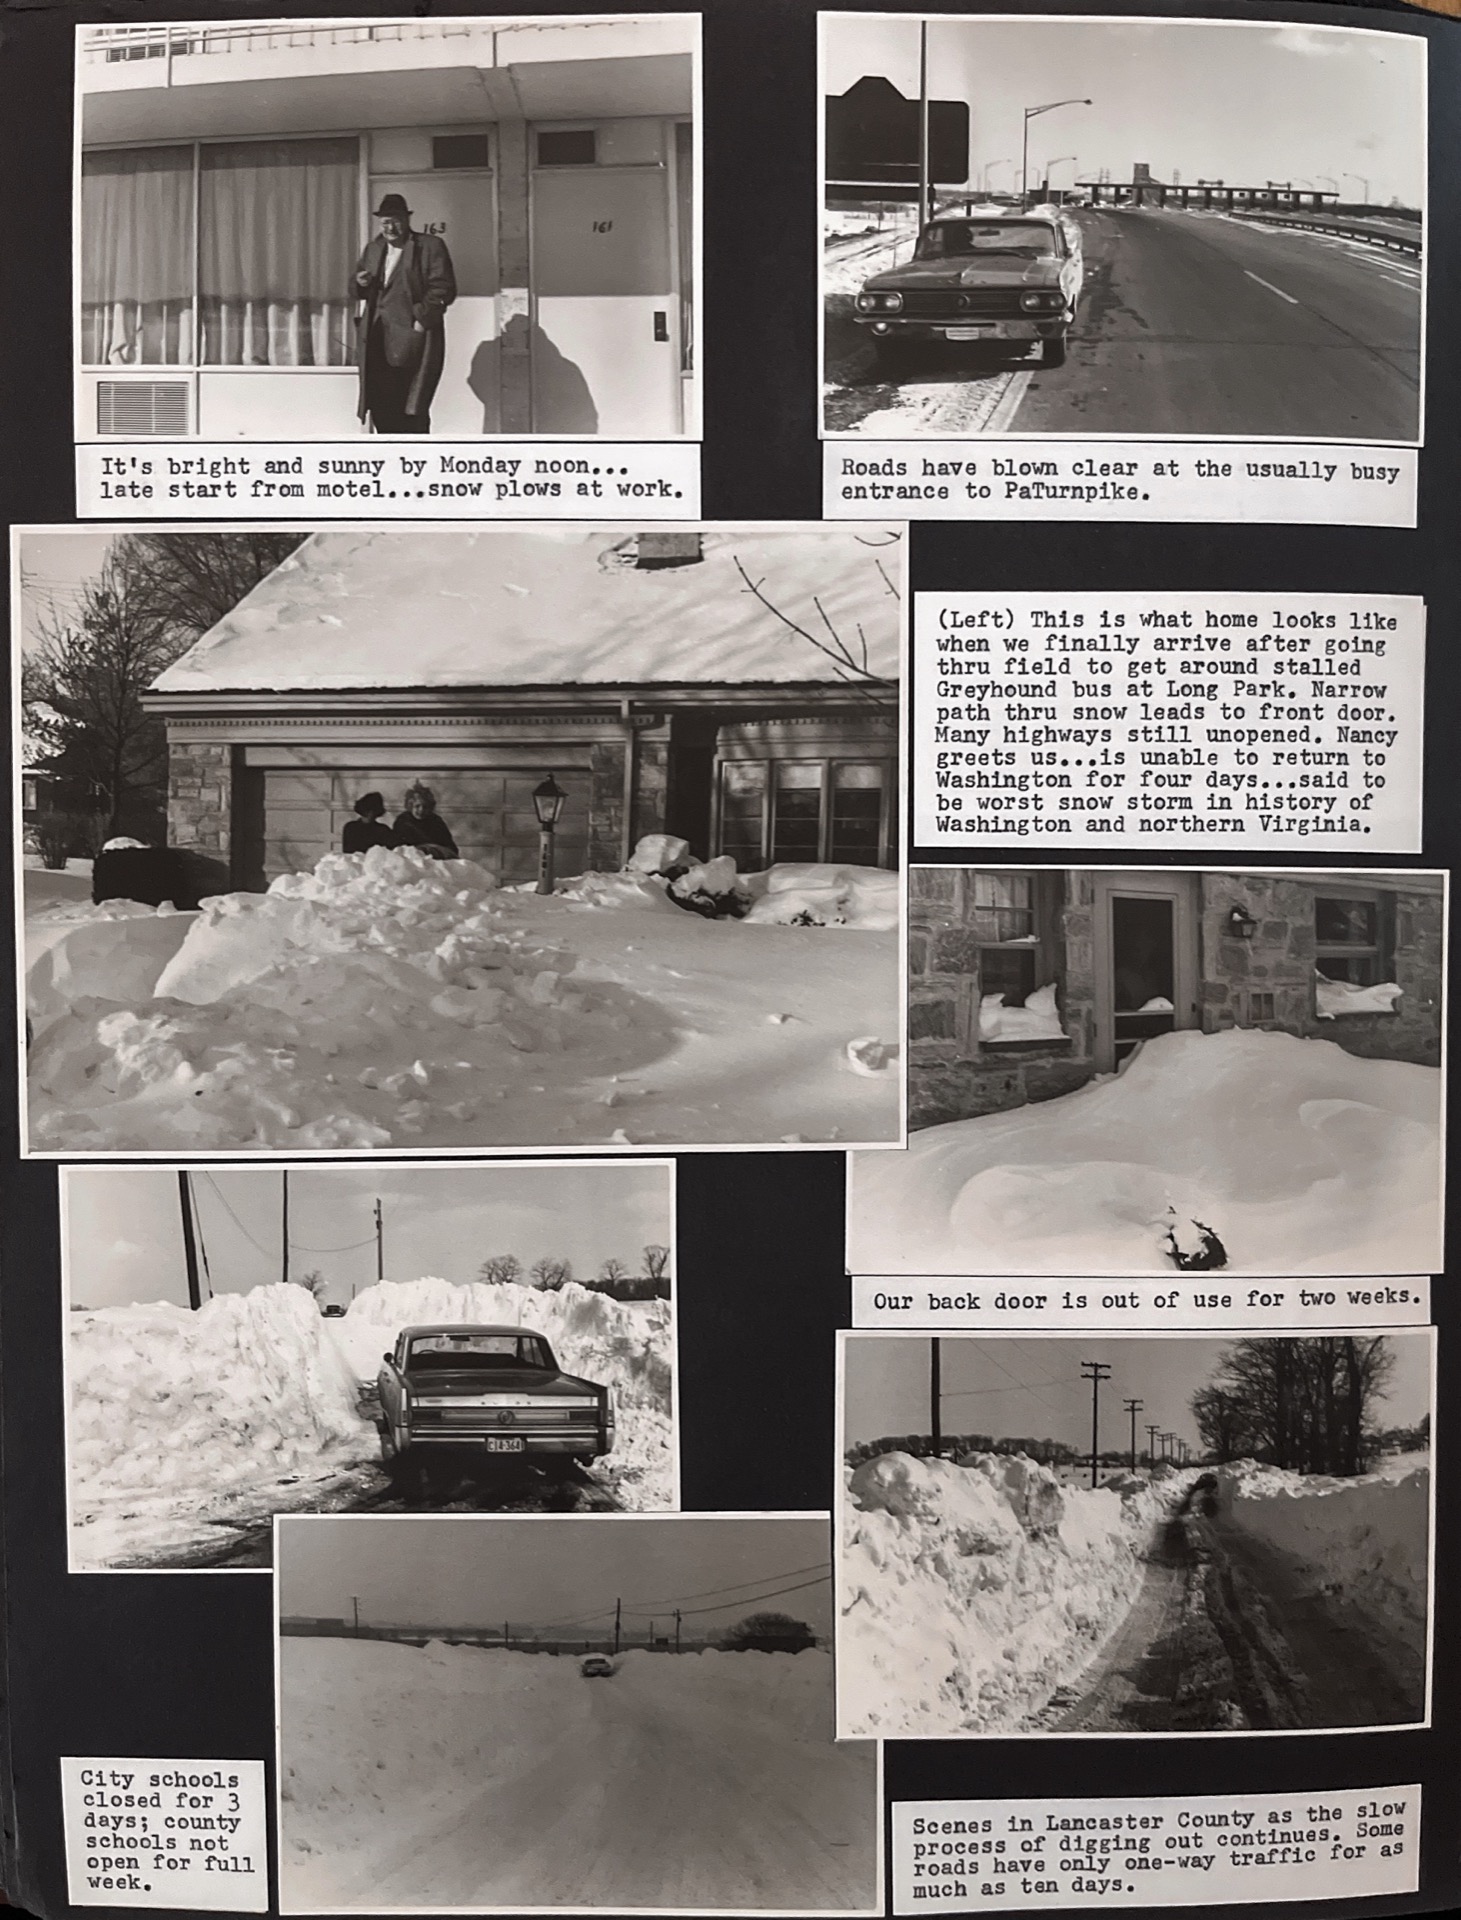 163
161
It's bright and sunny by Monday noon...
late start from motel...snow plows at work.
Roads have blown clear at the usually busy
entrance to PaTurnpike.
(Left) This is what home looks like
when we finally arrive after going
thru field to get around stalled
Greyhound bus at Long Park. Narrow
path thru snow leads to front door.
Many highways still unopened. Nancy
greets us...is unable to return to
Washington for four days...said to
be worst snow storm in history of
Washington and northern Virginia.
Our back door is out of use for two weeks.
City schools
closed for 3
days; county
schools not
open for full
week.
Scenes in Lancaster County as the slow
process of digging out continues. Some
roads have only one-way traffic for as
much as ten days.